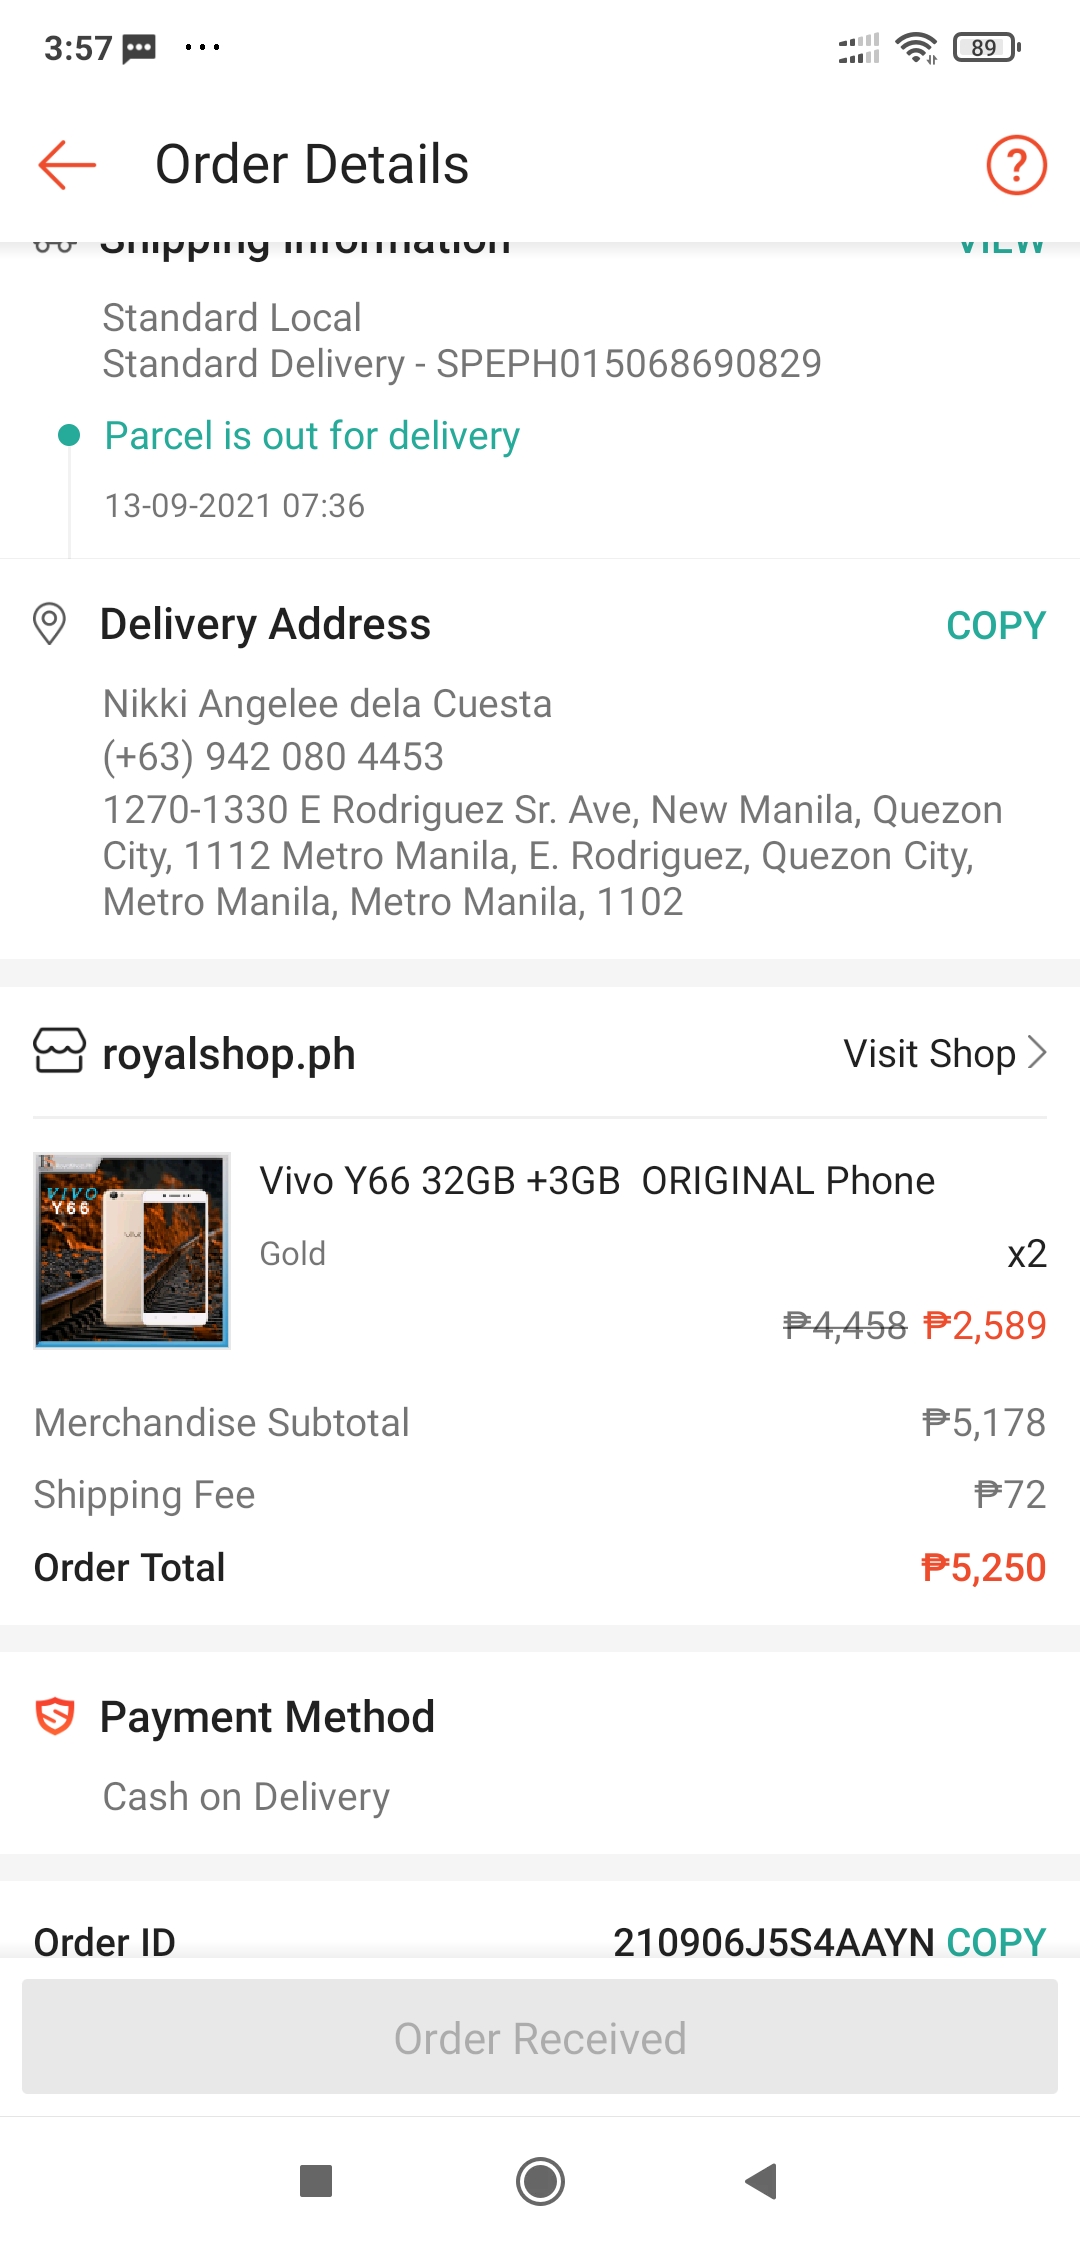 3:57
89
Order Details
?
Shipping Information
VIEW
Standard Local
Standard Delivery - SPEPH015068690829
Parcel is out for delivery
13-09-2021 07:36
Delivery Address
COPY
Nikki Angelee dela Cuesta
(+63) 942 080 4453
1270-1330 E Rodriguez Sr. Ave, New Manila, Quezon
City, 1112 Metro Manila, E. Rodriguez, Quezon City,
Metro Manila, Metro Manila, 1102
royalshop.ph
Visit Shop
VIVO
Y66
Vivo Y66 32GB +3GB  ORIGINAL Phone
Gold
x2
₱4,458 ₱2,589
Merchandise Subtotal
₱5,178
Shipping Fee
₱72
Order Total
₱5,250
Payment Method
Cash on Delivery
Order ID
210906J5S4AAYN COPY
Order Received